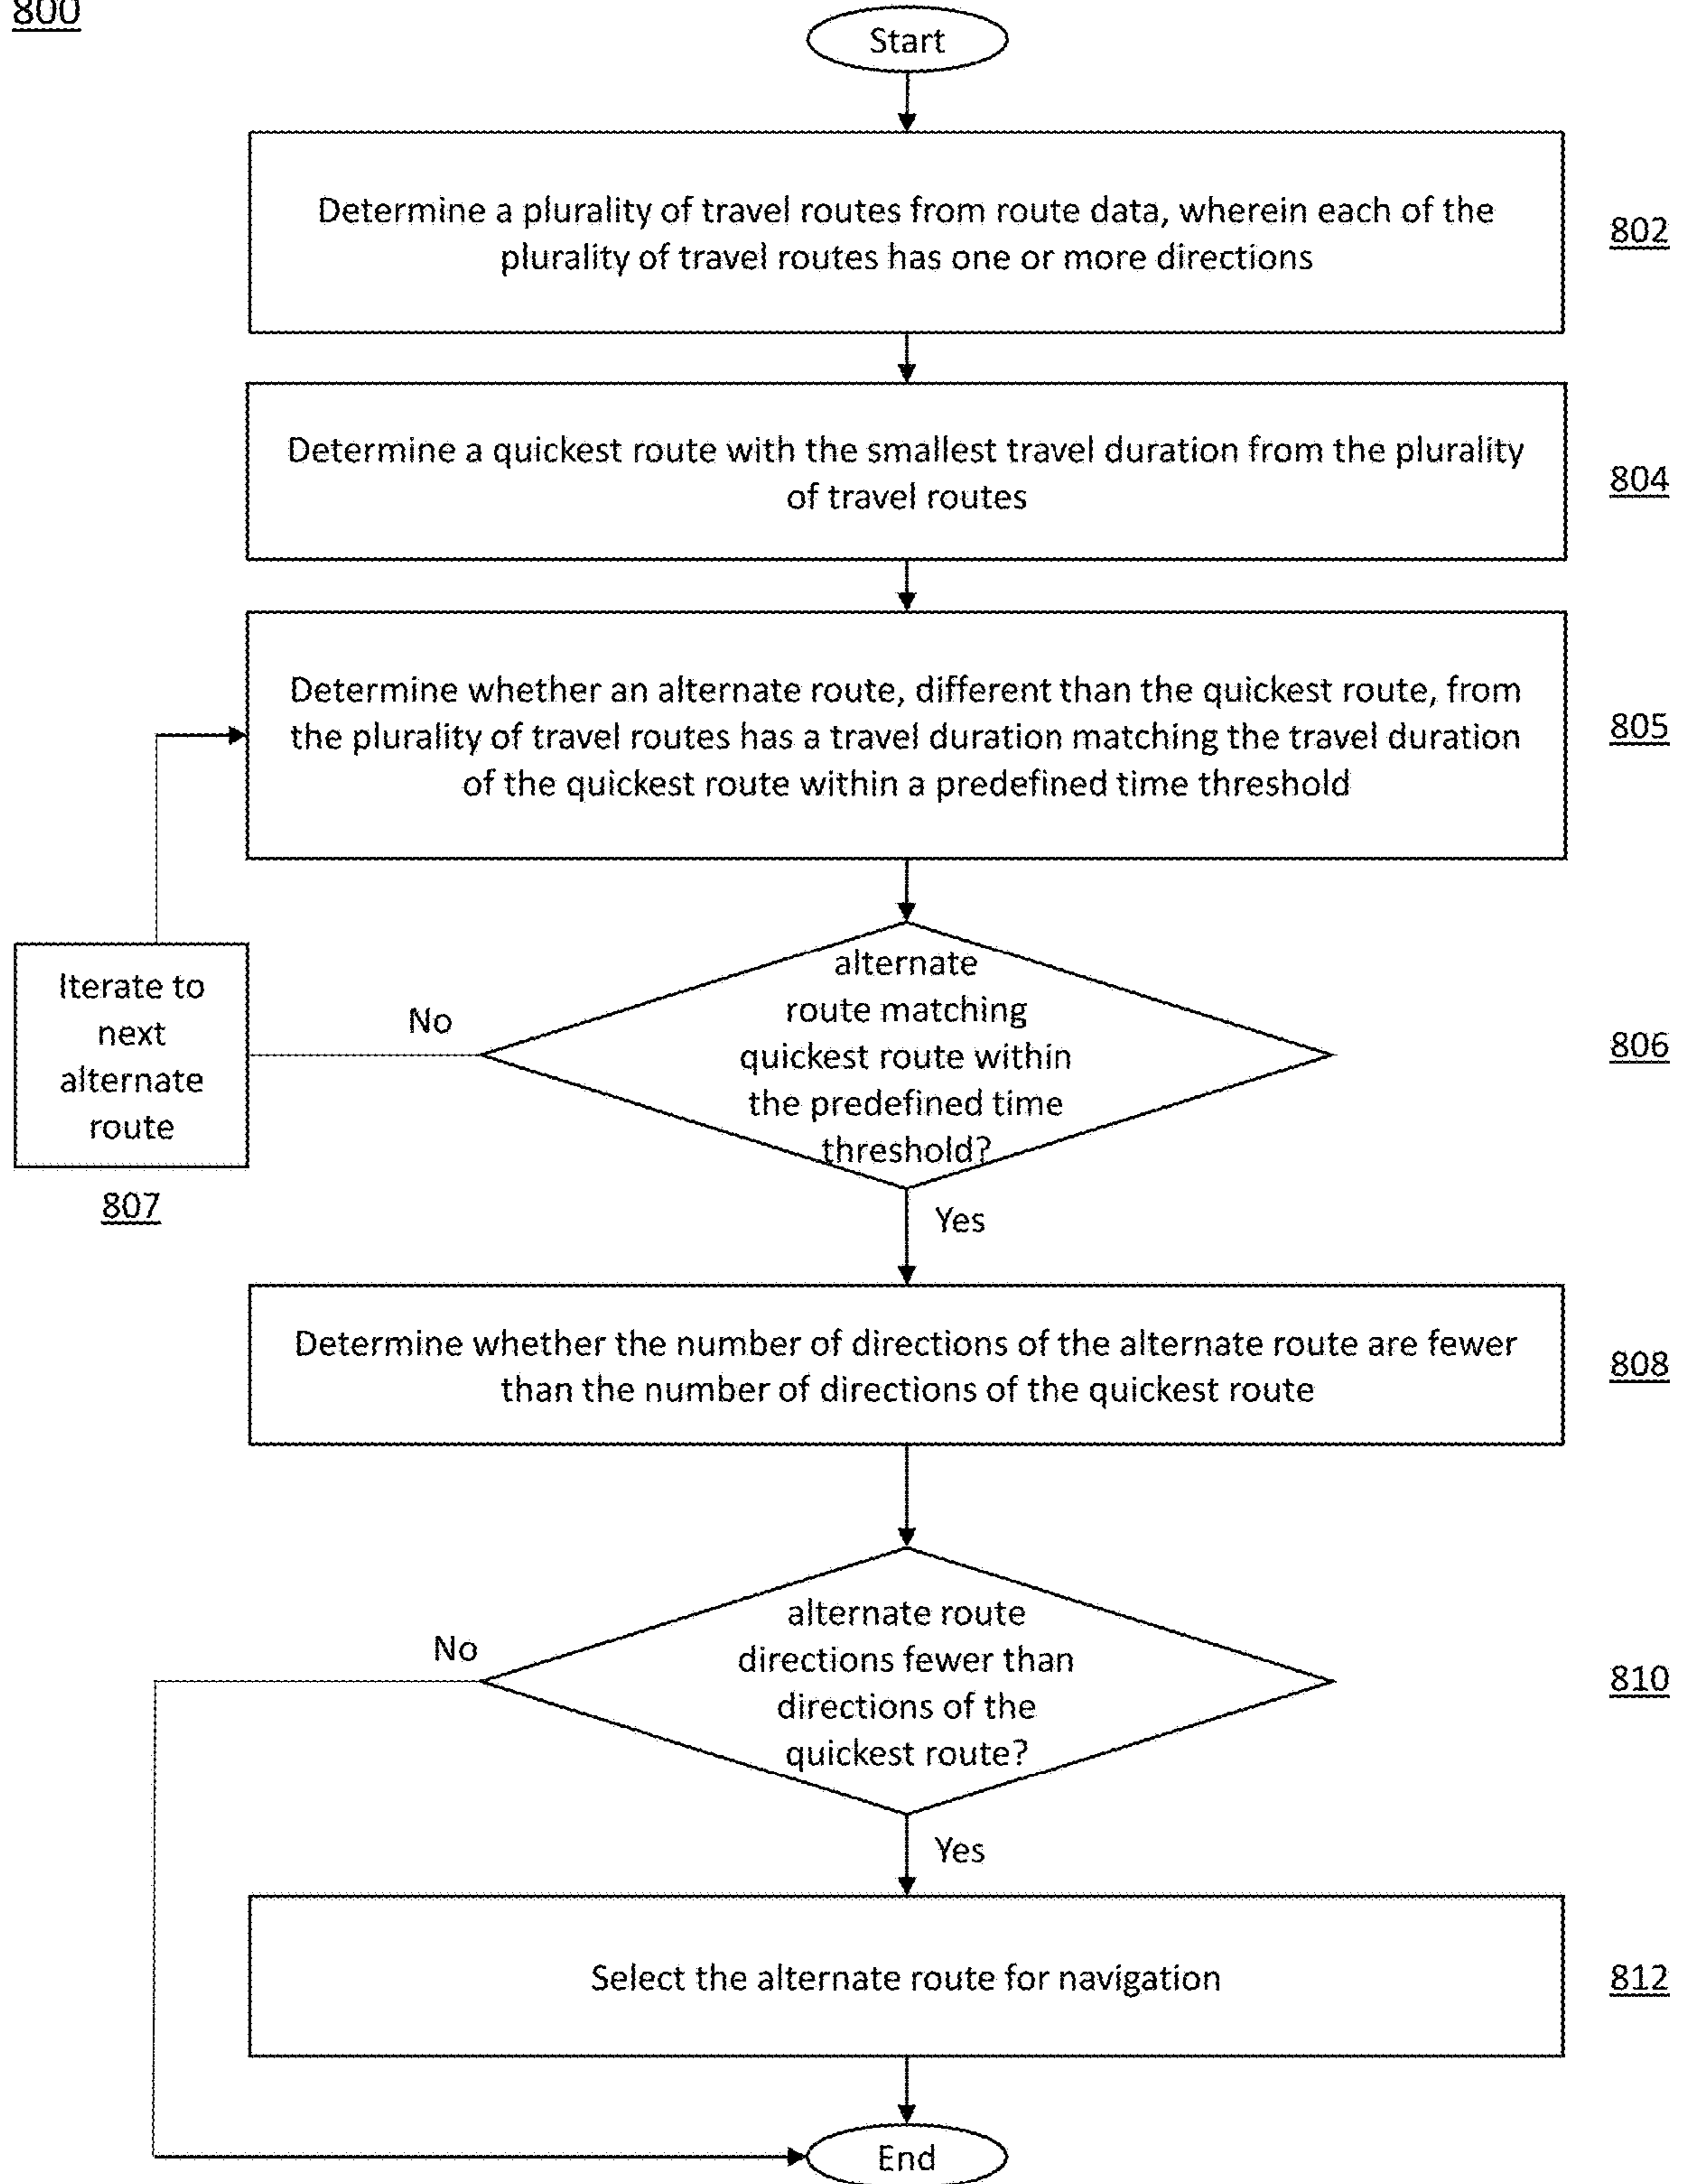 800
Start
Determine a plurality of travel routes from route data, wherein each of the
plurality of travel routes has one or more directions
802
Determine a quickest route with the smallest travel duration from the plurality
of travel routes
804
Determine whether an alternate route, different than the quickest route, from
the plurality of travel routes has a travel duration matching the travel duration
of the quickest route within a predefined time threshold
805
alternate
route matching
quickest route within
the predefined time
threshold?
806
No
Iterate to
next
alternate
route
807
Yes
Determine whether the number of directions of the alternate route are fewer
than the number of directions of the quickest route
808
alternate route
directions fewer than
directions of the
quickest route?
810
No
Yes
Select the alternate route for navigation
812
End